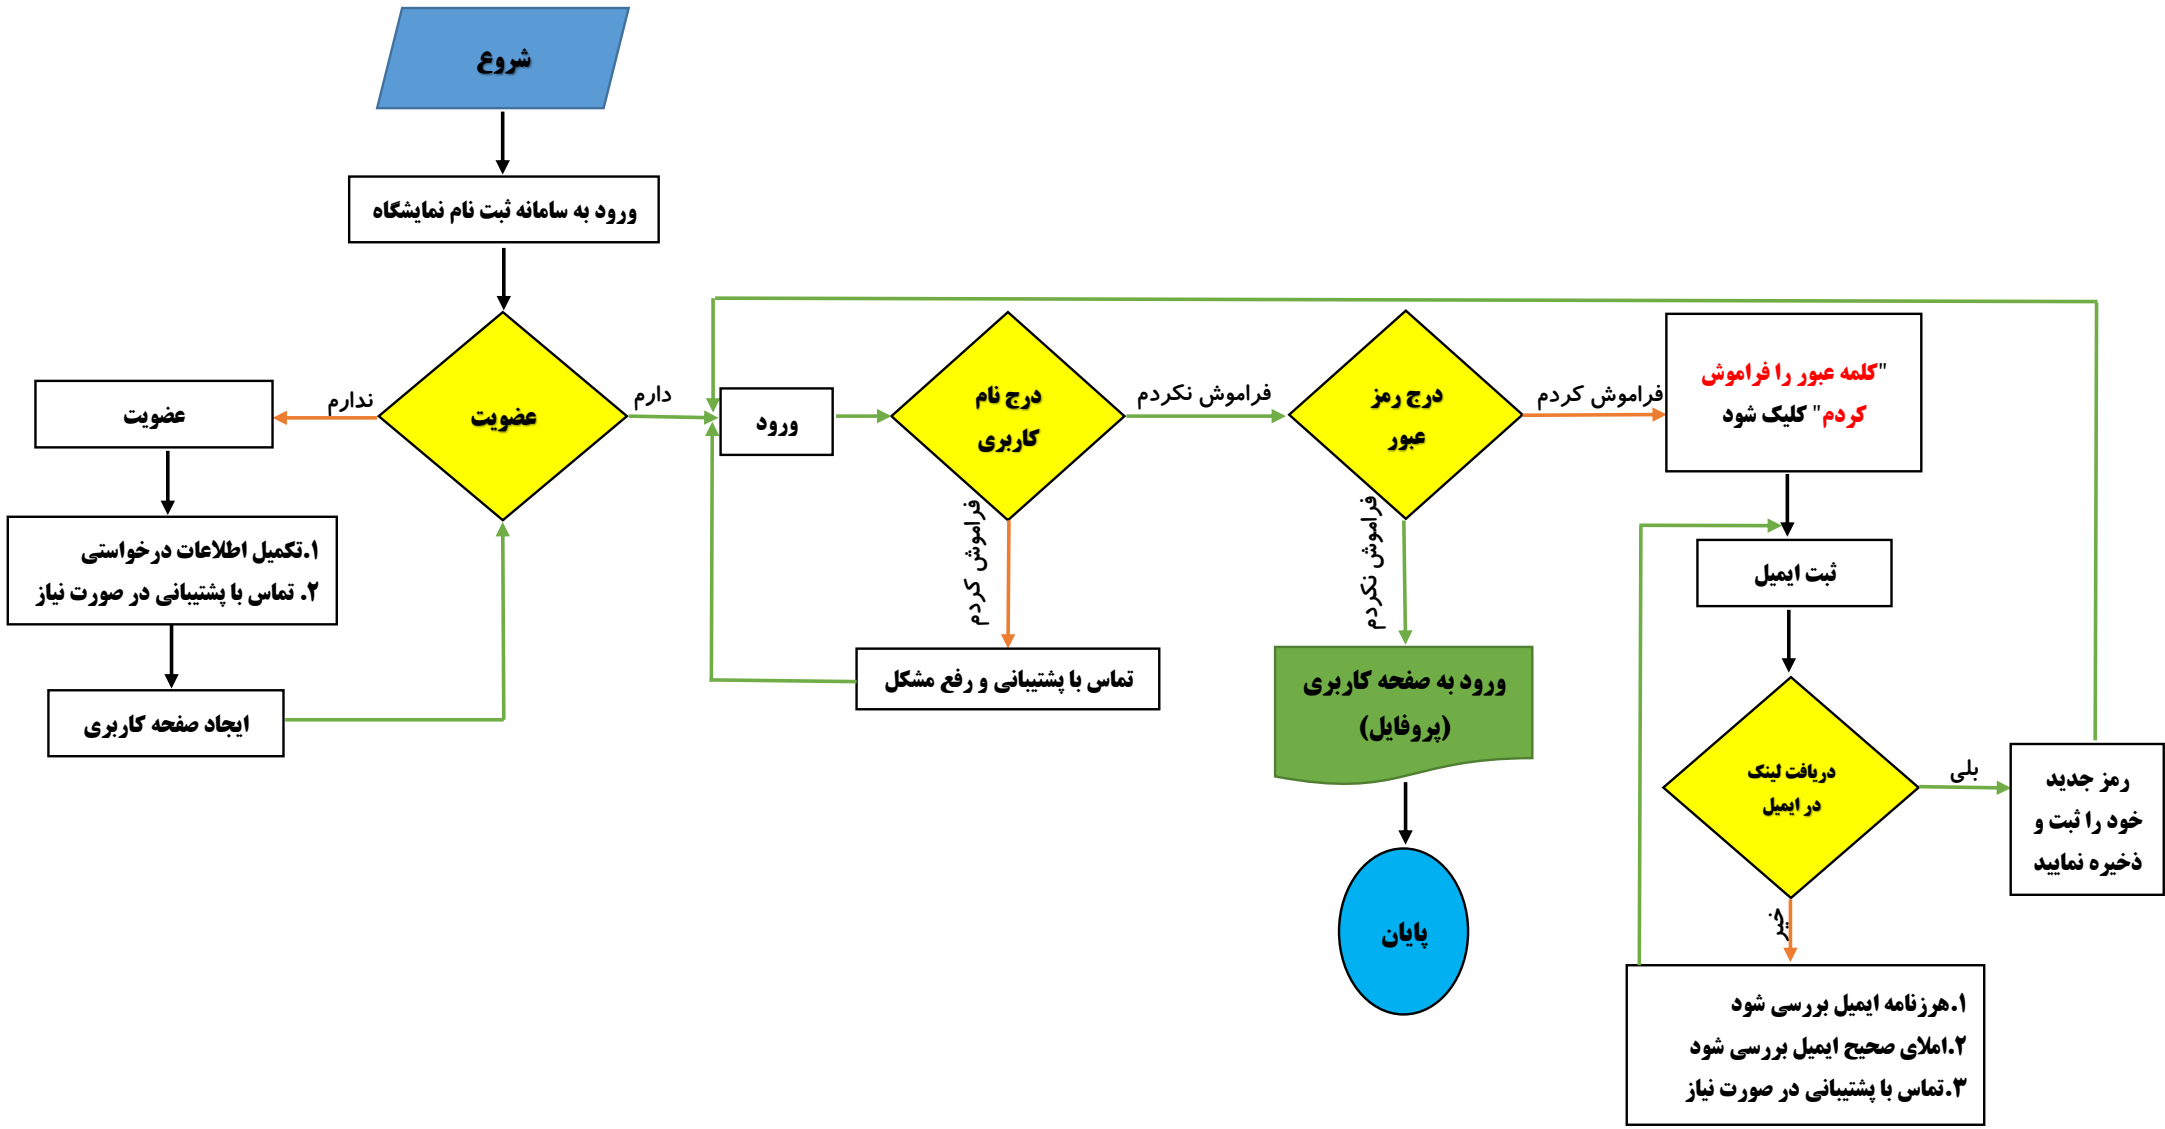 شروع
ورود به سامانه ثبت نام نمایشگاه
عضویت
دارم
ندارم
عضویت
۱.تکمیل اطلاعات درخواستی
۲. تماس با پشتیبانی در صورت نیاز
ایجاد صفحه کاربری
ورود
درج نام
کاربری
فراموش نکردم
فراموش کردم
تماس با پشتیبانی و رفع مشکل
درج رمز
عبور
فراموش کردم
فراموش نکردم
ورود به صفحه کاربری
(پروفایل)
پایان
"کلمه عبور را فراموش
کردم" کلیک شود
ثبت ایمیل
دریافت لینک
در ایمیل
بلی
خیر
رمز جدید
خود را ثبت و
ذخیره نمایید
۱.هرزنامه ایمیل بررسی شود
۲.املای صحیح ایمیل بررسی شود
۳.تماس با پشتیبانی در صورت نیاز